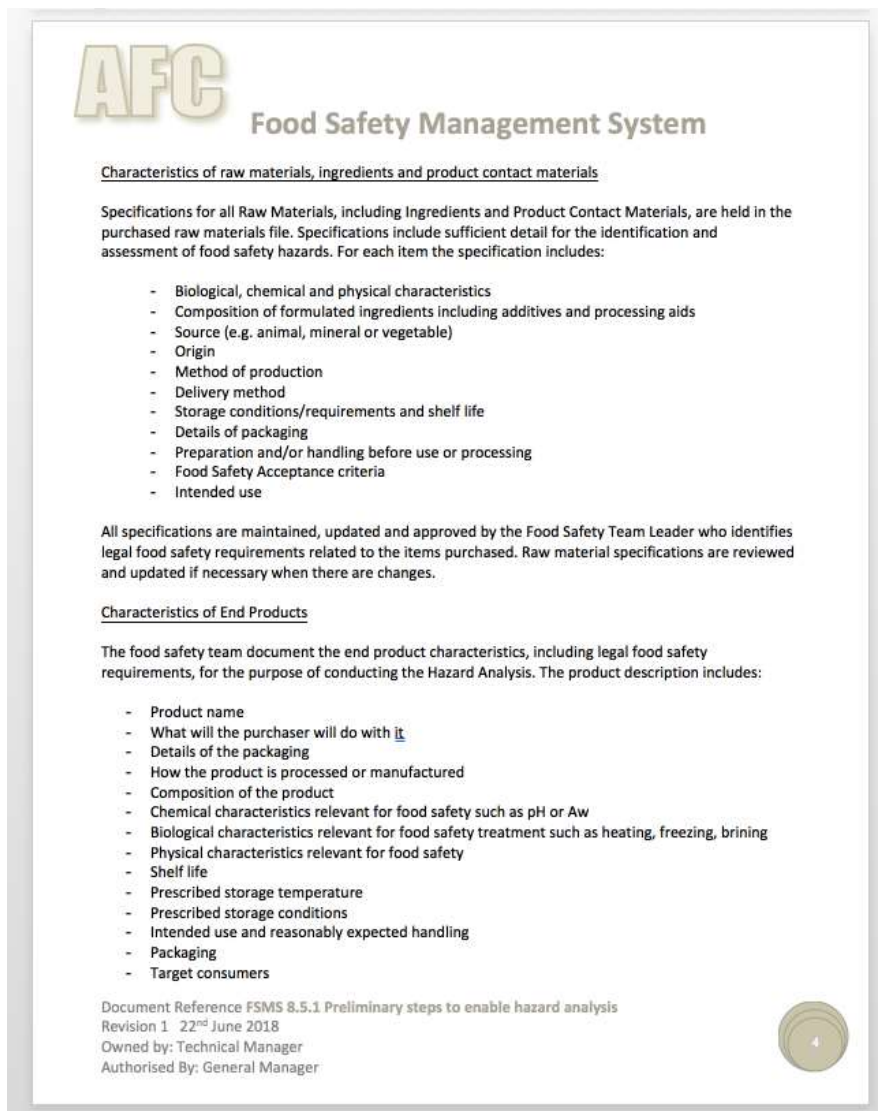 AFC
Food Safety Management System
Characteristics of raw materials, ingredients and product contact materials
Specifications for all Raw Materials, including Ingredients and Product Contact Materials, are held in the
purchased raw materials file. Specifications include sufficient detail for the identification and
assessment of food safety hazards. For each item the specification includes:
- Biological, chemical and physical characteristics
- Composition of formulated ingredients including additives and processing aids
- Source (e.g. animal, mineral or vegetable)
- Origin
- Method of production
- Delivery method
- Storage conditions/requirements and shelf life
- Details of packaging
- Preparation and/or handling before use or processing
- Food Safety Acceptance criteria
- Intended use
All specifications are maintained, updated and approved by the Food Safety Team Leader who identifies
legal food safety requirements related to the items purchased. Raw material specifications are reviewed
and updated if necessary when there are changes.
Characteristics of End Products
The food safety team document the end product characteristics, including legal food safety
requirements, for the purpose of conducting the Hazard Analysis. The product description includes:
- Product name
- What will the purchaser will do with it
- Details of the packaging
- How the product is processed or manufactured
- Composition of the product
- Chemical characteristics relevant for food safety such as pH or Aw
- Biological characteristics relevant for food safety treatment such as heating, freezing, brining
- Physical characteristics relevant for food safety
- Shelf life
- Prescribed storage temperature
- Prescribed storage conditions
- Intended use and reasonably expected handling
- Packaging
- Target consumers
Document Reference FSMS 8.5.1 Preliminary steps to enable hazard analysis
Revision 1 22nd June 2018
Owned by: Technical Manager
Authorised By: General Manager
4